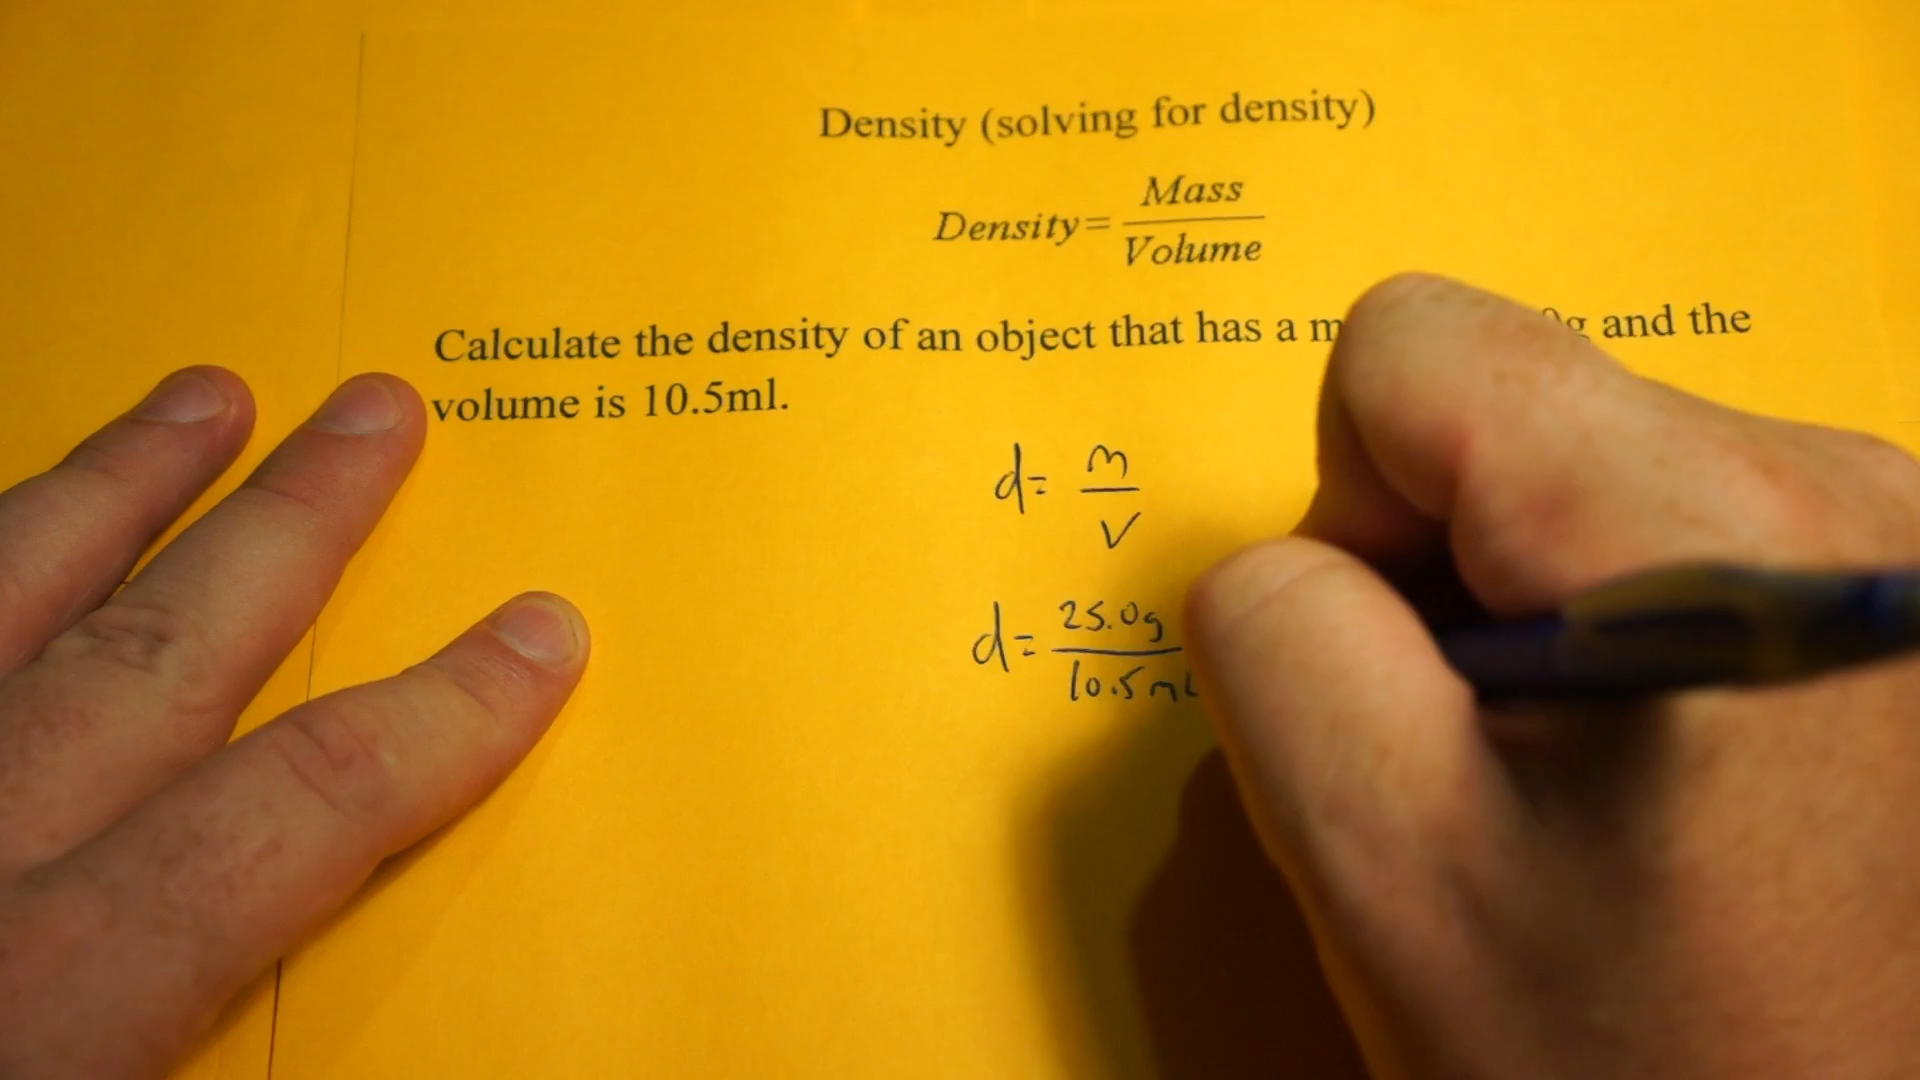 Density (solving for density)
Density= Mass
Volume
Calculate the density of an object that has a and the
volume is 10.5ml.
d= m
v
d= 25.0g
10.5mL